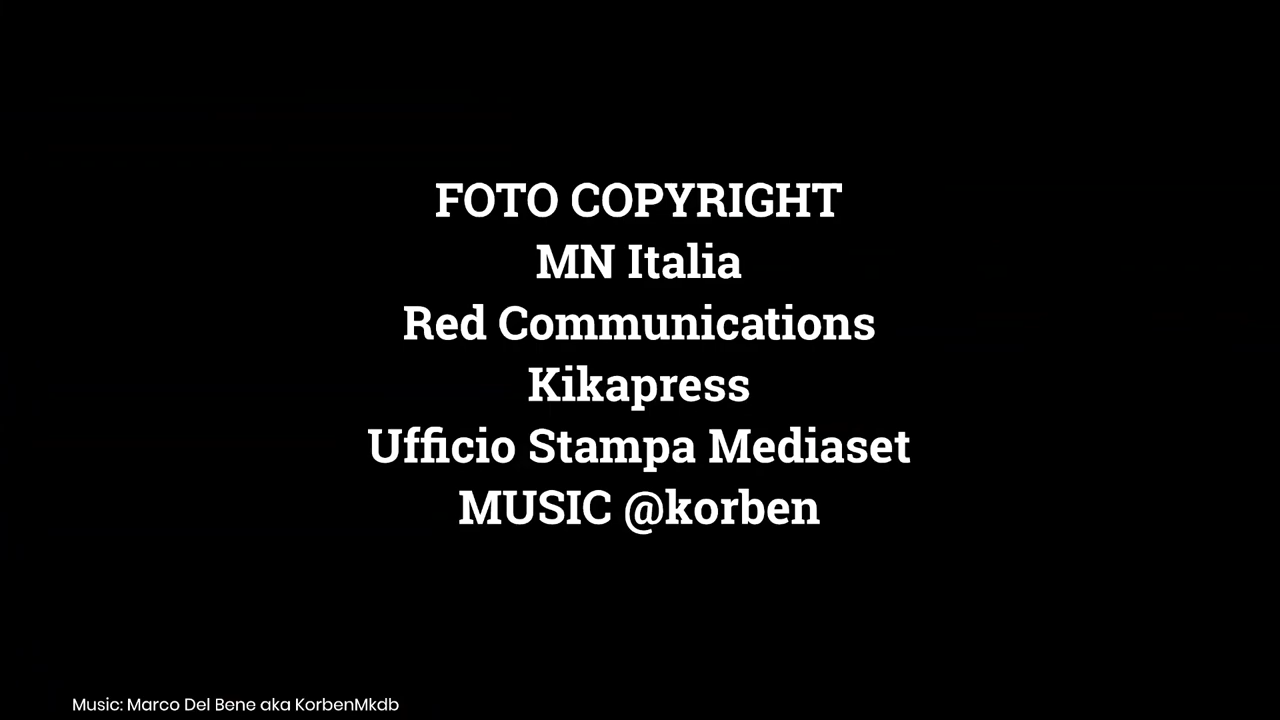 FOTO COPYRIGHT
MN Italia
Red Communications
Kikapress
Ufficio Stampa Mediaset
MUSIC @korben
Music: Marco Del Bene aka KorbenMkdb